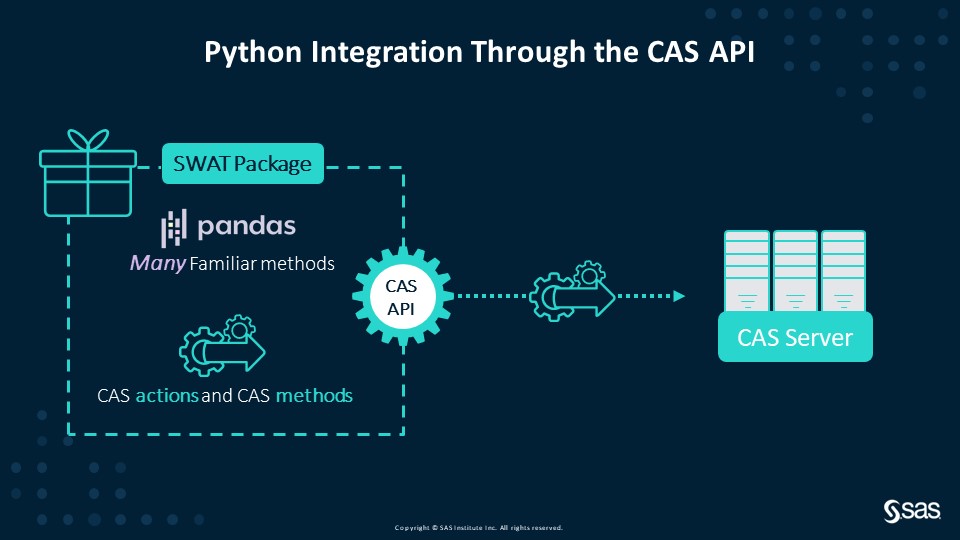 Python Integration Through the CAS API
SWAT Package
pandas
Many Familiar methods
CAS
API
CAS actions and CAS methods
CAS Server
Copyright © SAS Institute Inc. All rights reserved.
sas